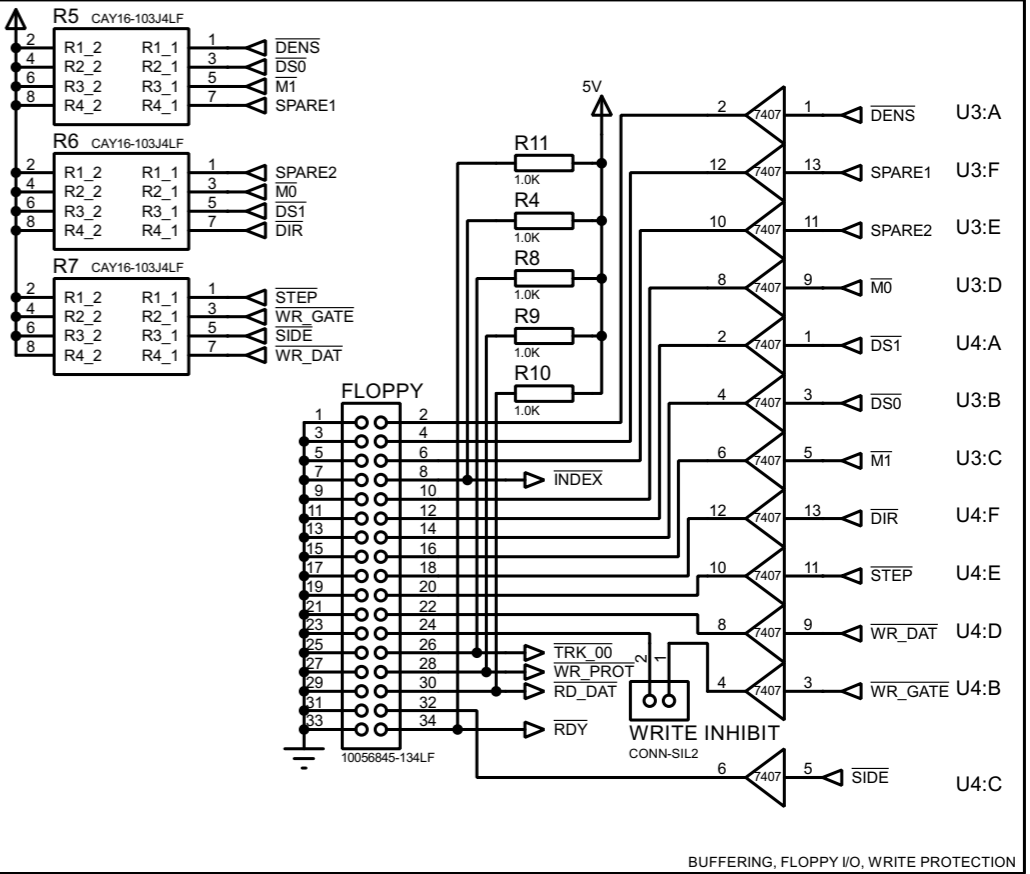 R5 CAY16-103J4LF
2 R1_2 R1_1 1 DENS
4 R2_2 R2_1 3 DS0
6 R3_2 R3_1 5 M1
8 R4_2 R4_1 7 SPARE1
R6 CAY16-103J4LF
2 R1_2 R1_1 1 SPARE2
4 R2_2 R2_1 3 M0
6 R3_2 R3_1 5 DS1
8 R4_2 R4_1 7 DIR
R7 CAY16-103J4LF
2 R1_2 R1_1 1 STEP
4 R2_2 R2_1 3 WR_GATE
6 R3_2 R3_1 5 SIDE
8 R4_2 R4_1 7 WR_DAT
5V
R11
1.0K
R4
1.0K
R8
1.0K
R9
1.0K
R10
1.0K
2 7407 1 DENS U3:A
12 7407 13 SPARE1 U3:F
10 7407 11 SPARE2 U3:E
8 7407 9 M0 U3:D
2 7407 1 DS1 U4:A
4 7407 3 DS0 U3:B
6 7407 5 M1 U3:C
12 7407 13 DIR U4:F
10 7407 11 STEP U4:E
8 7407 9 WR_DAT U4:D
4 7407 3 WR_GATE U4:B
6 7407 5 SIDE U4:C
FLOPPY
1 2
3 4
5 6
7 8 INDEX
9 10
11 12
13 14
15 16
17 18
19 20
21 22
23 24
25 26 TRK_00
27 28 WR_PROT
29 30 RD_DAT
31 32
33 34 RDY
10056845-134LF
2 1
WRITE INHIBIT
CONN-SIL2
BUFFERING, FLOPPY I/O, WRITE PROTECTION